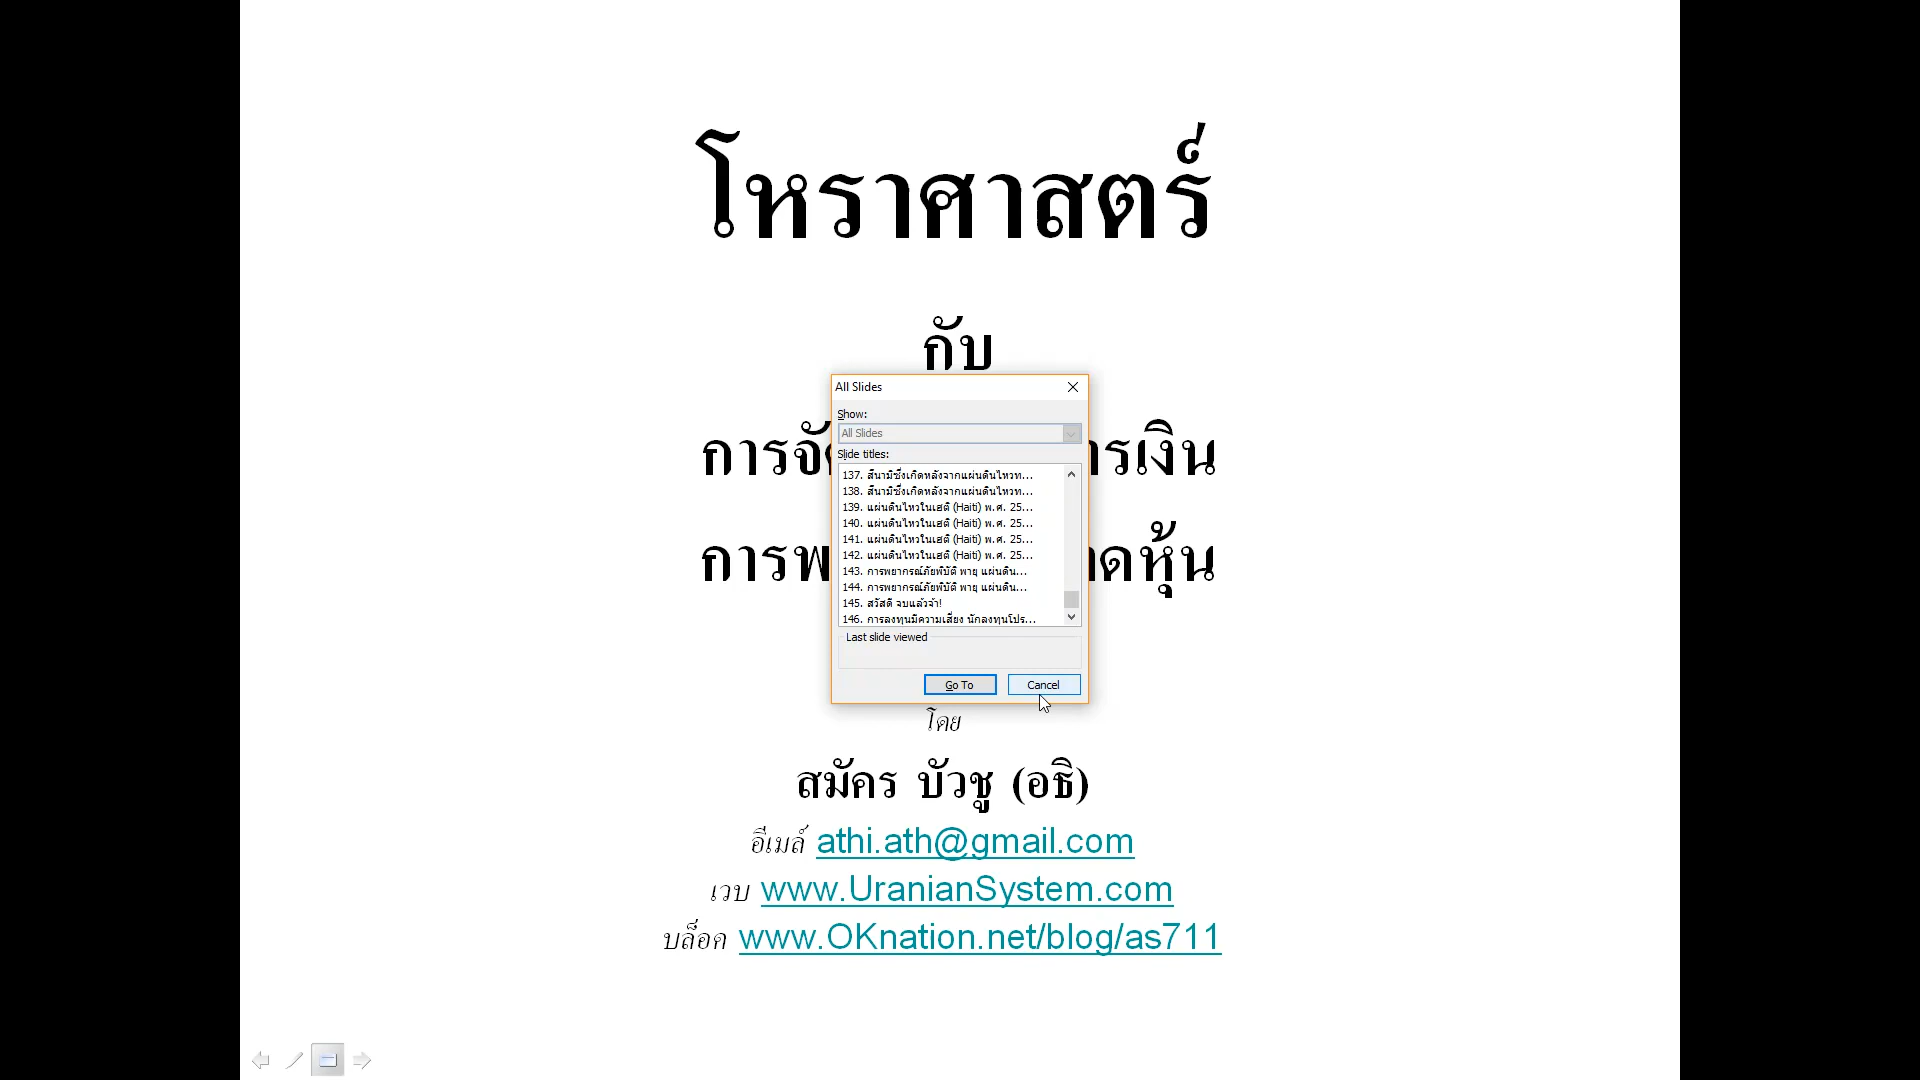 โหราศาสตร์
กับ
All Slides
Show:
All Slides
การจั
ารเงิน
Slide titles:
137. สึนามิซึ่งเกิดหลังจากแผ่นดินไหวท...
138. สึนามิซึ่งเกิดหลังจากแผ่นดินไหวท...
139. แผ่นดินไหวในเฮติ (Haiti) พ.ศ. 25...
140. แผ่นดินไหวในเฮติ (Haiti) พ.ศ. 25...
141. แผ่นดินไหวในเฮติ (Haiti) พ.ศ. 25...
142. แผ่นดินไหวในเฮติ (Haiti) พ.ศ. 25...
การพ
าดหุ้น
143. การพยากรณ์ภัยพิบัติ พายุ แผ่นดิน...
144. การพยากรณ์ภัยพิบัติ พายุ แผ่นดิน...
145. สวัสดี จบแล้วจ้า!
146. การลงทุนมีความเสี่ยง นักลงทุนโปร...
Last slide viewed
Go To
Cancel
โดย
สมัคร บัวชู (อธิ)
อีเมล์ athi.ath@gmail.com
เวบ www.UranianSystem.com
บล็อค www.OKnation.net/blog/as711